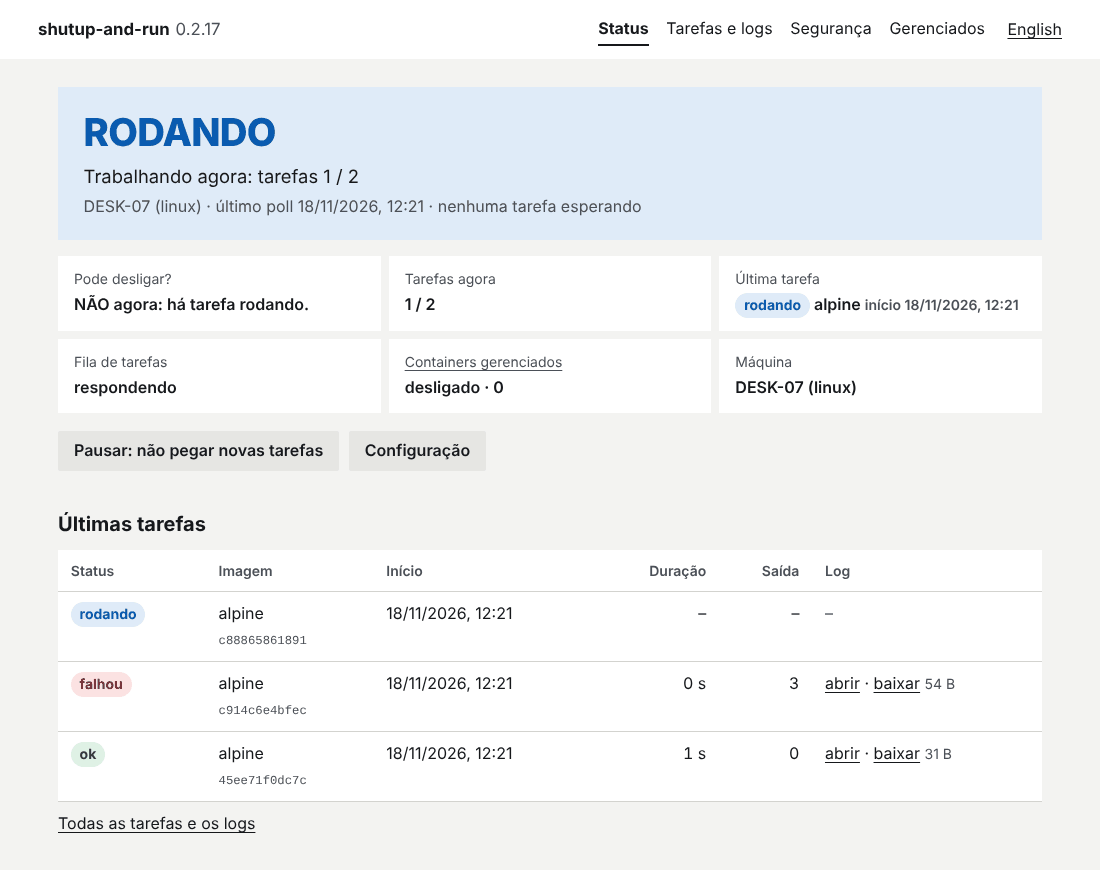 shutup-and-run 0.2.17
Status Tarefas e logs Segurança Gerenciados English
RODANDO
Trabalhando agora: tarefas 1 / 2
DESK-07 (linux) · último poll 18/11/2026, 12:21 · nenhuma tarefa esperando
Pode desligar?
NÃO agora: há tarefa rodando.
Tarefas agora
1 / 2
Última tarefa
rodando alpine início 18/11/2026, 12:21
Fila de tarefas
respondendo
Containers gerenciados
desligado · 0
Máquina
DESK-07 (linux)
Pausar: não pegar novas tarefas
Configuração
Últimas tarefas
Status Imagem Início Duração Saída Log
rodando alpine 18/11/2026, 12:21 – – –
c88865861891
falhou alpine 18/11/2026, 12:21 0 s 3 abrir · baixar 54 B
c914c6e4bfec
ok alpine 18/11/2026, 12:21 1 s 0 abrir · baixar 31 B
45ee71f0dc7c
Todas as tarefas e os logs